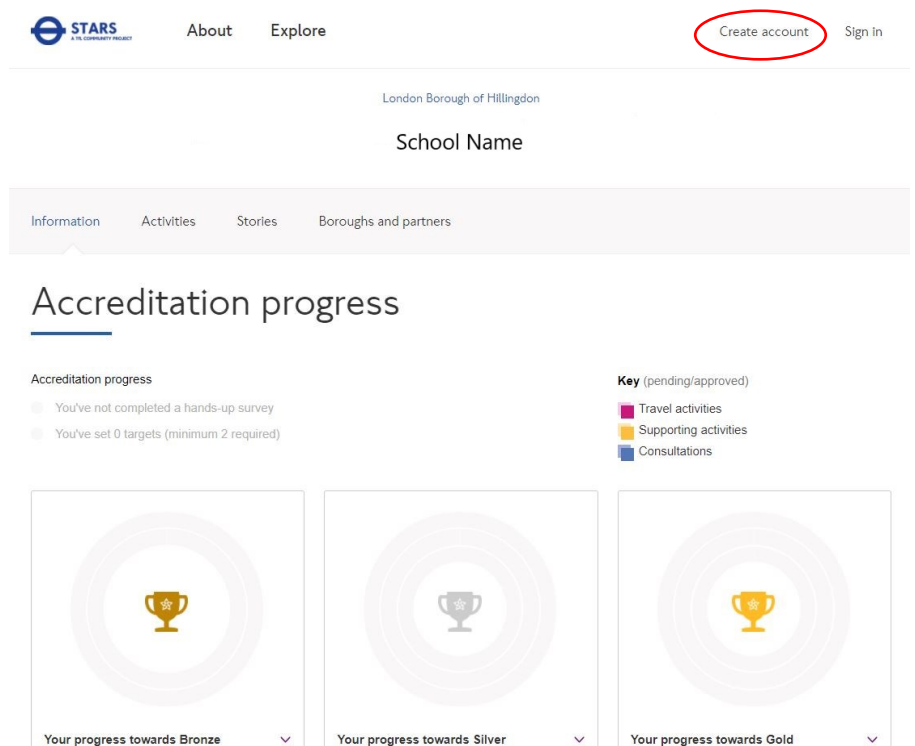 STARS
A TfL COMMUNITY PROJECT
About
Explore
Create account
Sign in
London Borough of Hillingdon
School Name
Information
Activities
Stories
Boroughs and partners
Accreditation progress
Accreditation progress
You've not completed a hands-up survey
You've set 0 targets (minimum 2 required)
Key (pending/approved)
Travel activities
Supporting activities
Consultations
Your progress towards Bronze
Your progress towards Silver
Your progress towards Gold